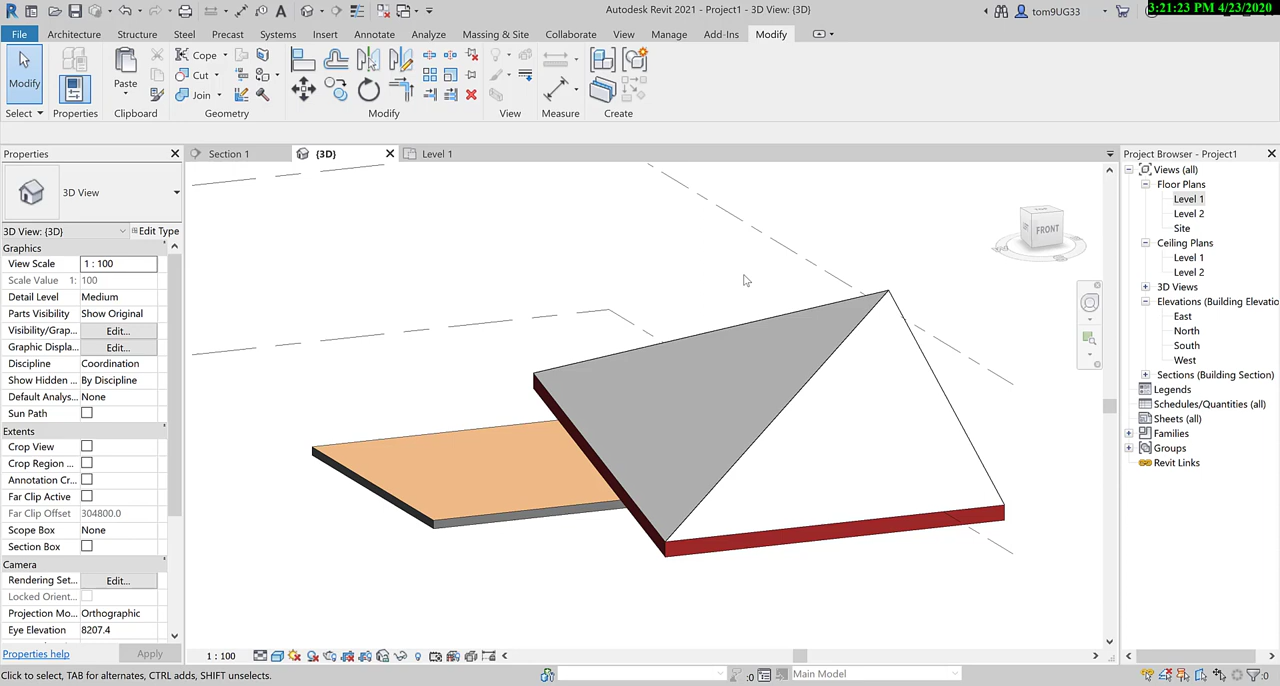 Autodesk Revit 2021 - Project1 - 3D View: {3D}
tom9UG33
3:21:23 PM 4/23/2020
File Architecture Structure Steel Precast Systems Insert Annotate Analyze Massing & Site Collaborate View Manage Add-Ins Modify
Modify
Paste
Cope
Cut
Join
Select Properties Clipboard Geometry Modify View Measure Create
Properties
3D View
3D View: {3D} Edit Type
Graphics
View Scale 1 : 100
Scale Value 1: 100
Detail Level Medium
Parts Visibility Show Original
Visibility/Grap... Edit...
Graphic Displa... Edit...
Discipline Coordination
Show Hidden ... By Discipline
Default Analys... None
Sun Path
Extents
Crop View
Crop Region ...
Annotation Cr...
Far Clip Active
Far Clip Offset 304800.0
Scope Box None
Section Box
Camera
Rendering Set... Edit...
Locked Orient...
Projection Mo... Orthographic
Eye Elevation 8207.4
Properties help Apply
Section 1 {3D} Level 1
FRONT
1 : 100
Project Browser - Project1
Views (all)
Floor Plans
Level 1
Level 2
Site
Ceiling Plans
Level 1
Level 2
3D Views
Elevations (Building Elevatio
East
North
South
West
Sections (Building Section)
Legends
Schedules/Quantities (all)
Sheets (all)
Families
Groups
Revit Links
Click to select, TAB for alternates, CTRL adds, SHIFT unselects.
:0
Main Model
:0